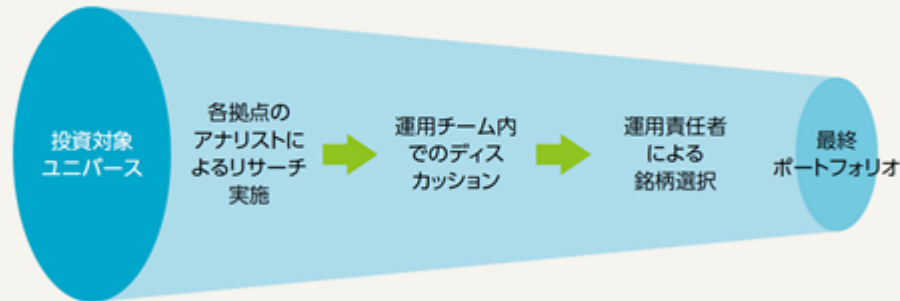 投資対象
ユニバース
各拠点の
アナリストに
よるリサーチ
実施
運用チーム内
でのディス
カッション
運用責任者
による
銘柄選択
最終
ポートフォリオ